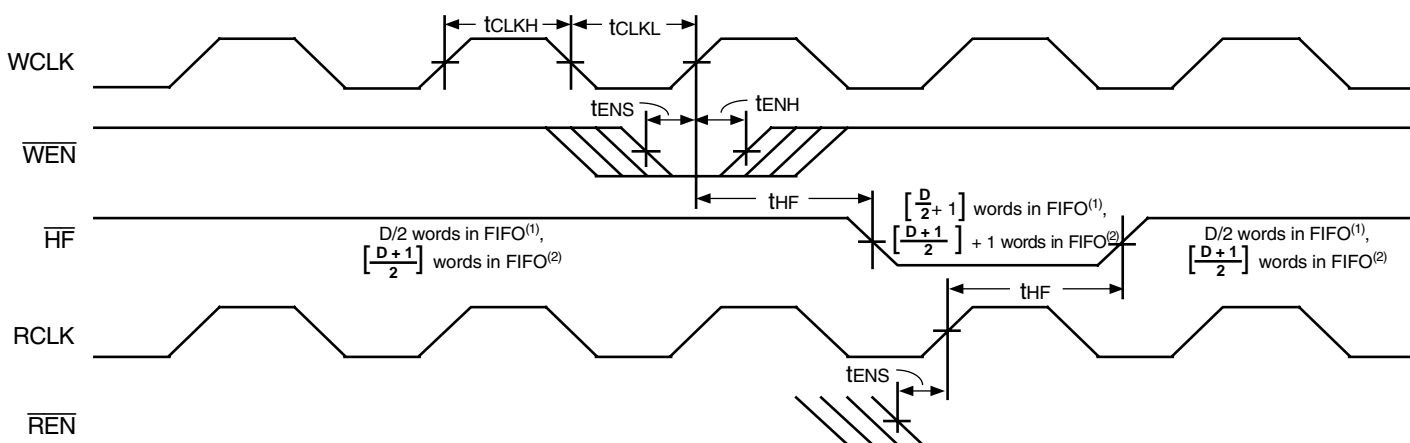 tCLKH tCLKL
WCLK
tENS tENH
WEN
tHF
[D/2 + 1] words in FIFO(1),
[D + 1/2] + 1 words in FIFO(2)
HF
D/2 words in FIFO(1),
[D + 1/2] words in FIFO(2)
D/2 words in FIFO(1),
[D + 1/2] words in FIFO(2)
tHF
RCLK
tENS
REN